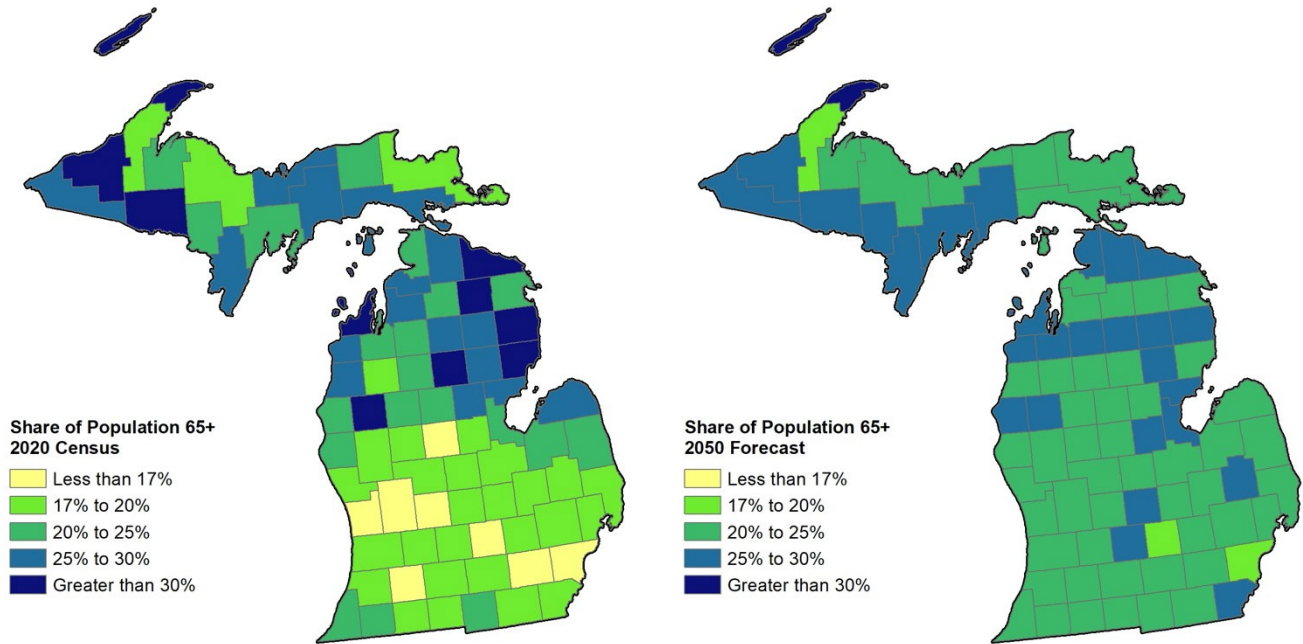 Share of Population 65+
2020 Census
Less than 17%
17% to 20%
20% to 25%
25% to 30%
Greater than 30%
Share of Population 65+
2050 Forecast
Less than 17%
17% to 20%
20% to 25%
25% to 30%
Greater than 30%